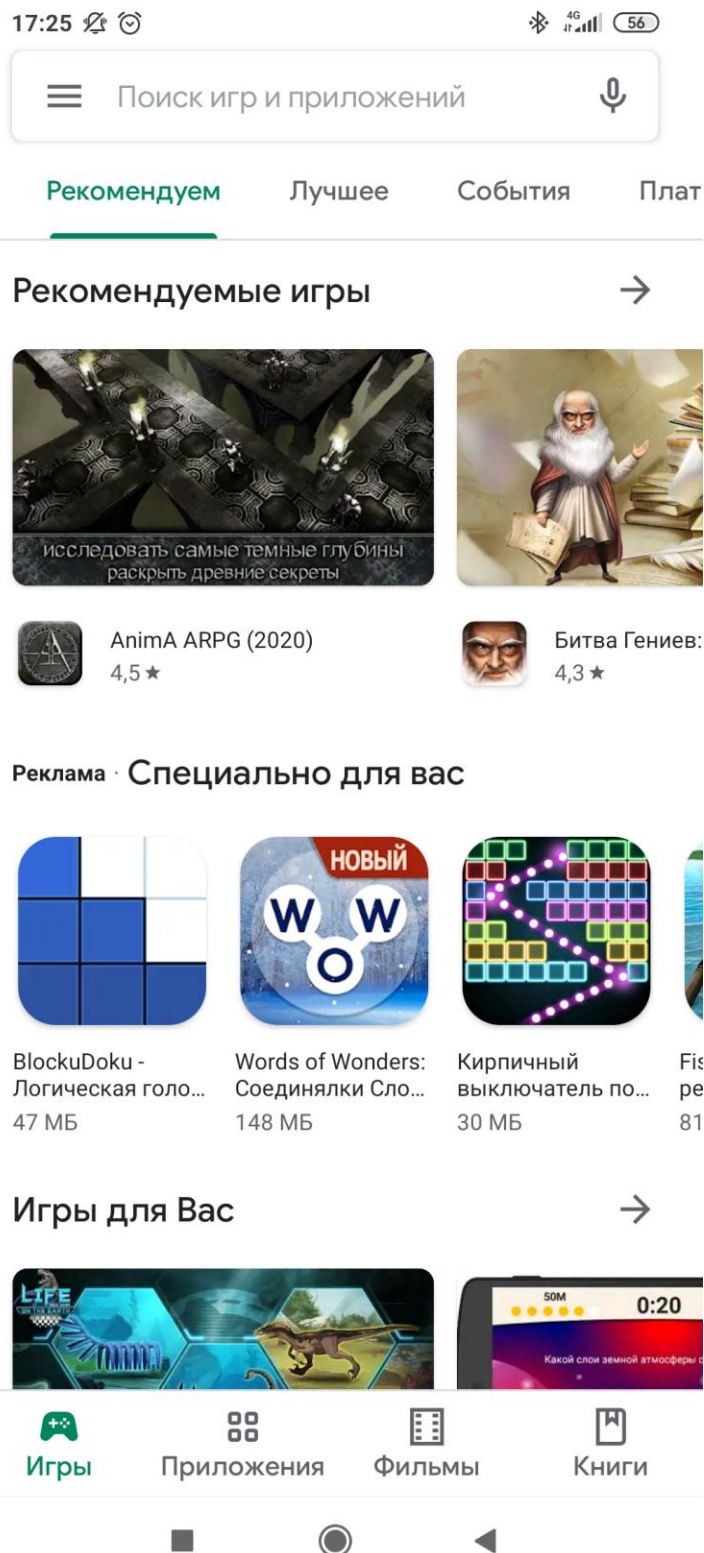 17:25
4G
56
Поиск игр и приложений
Рекомендуем Лучшее События Плат
Рекомендуемые игры
исследовать самые темные глубины
раскрыть древние секреты
AnimA ARPG (2020)
4,5 ★
Битва Гениев:
4,3 ★
Реклама · Специально для вас
НОВЫЙ
W W
O
BlockuDoku -
Логическая голо...
47 МБ
Words of Wonders:
Соединялки Сло...
148 МБ
Кирпичный
выключатель по...
30 МБ
Fis
ре
81
Игры для Вас
LIFE
ON THE EARTH
50M
0:20
Какой слои земной атмосферы с
Игры Приложения Фильмы Книги